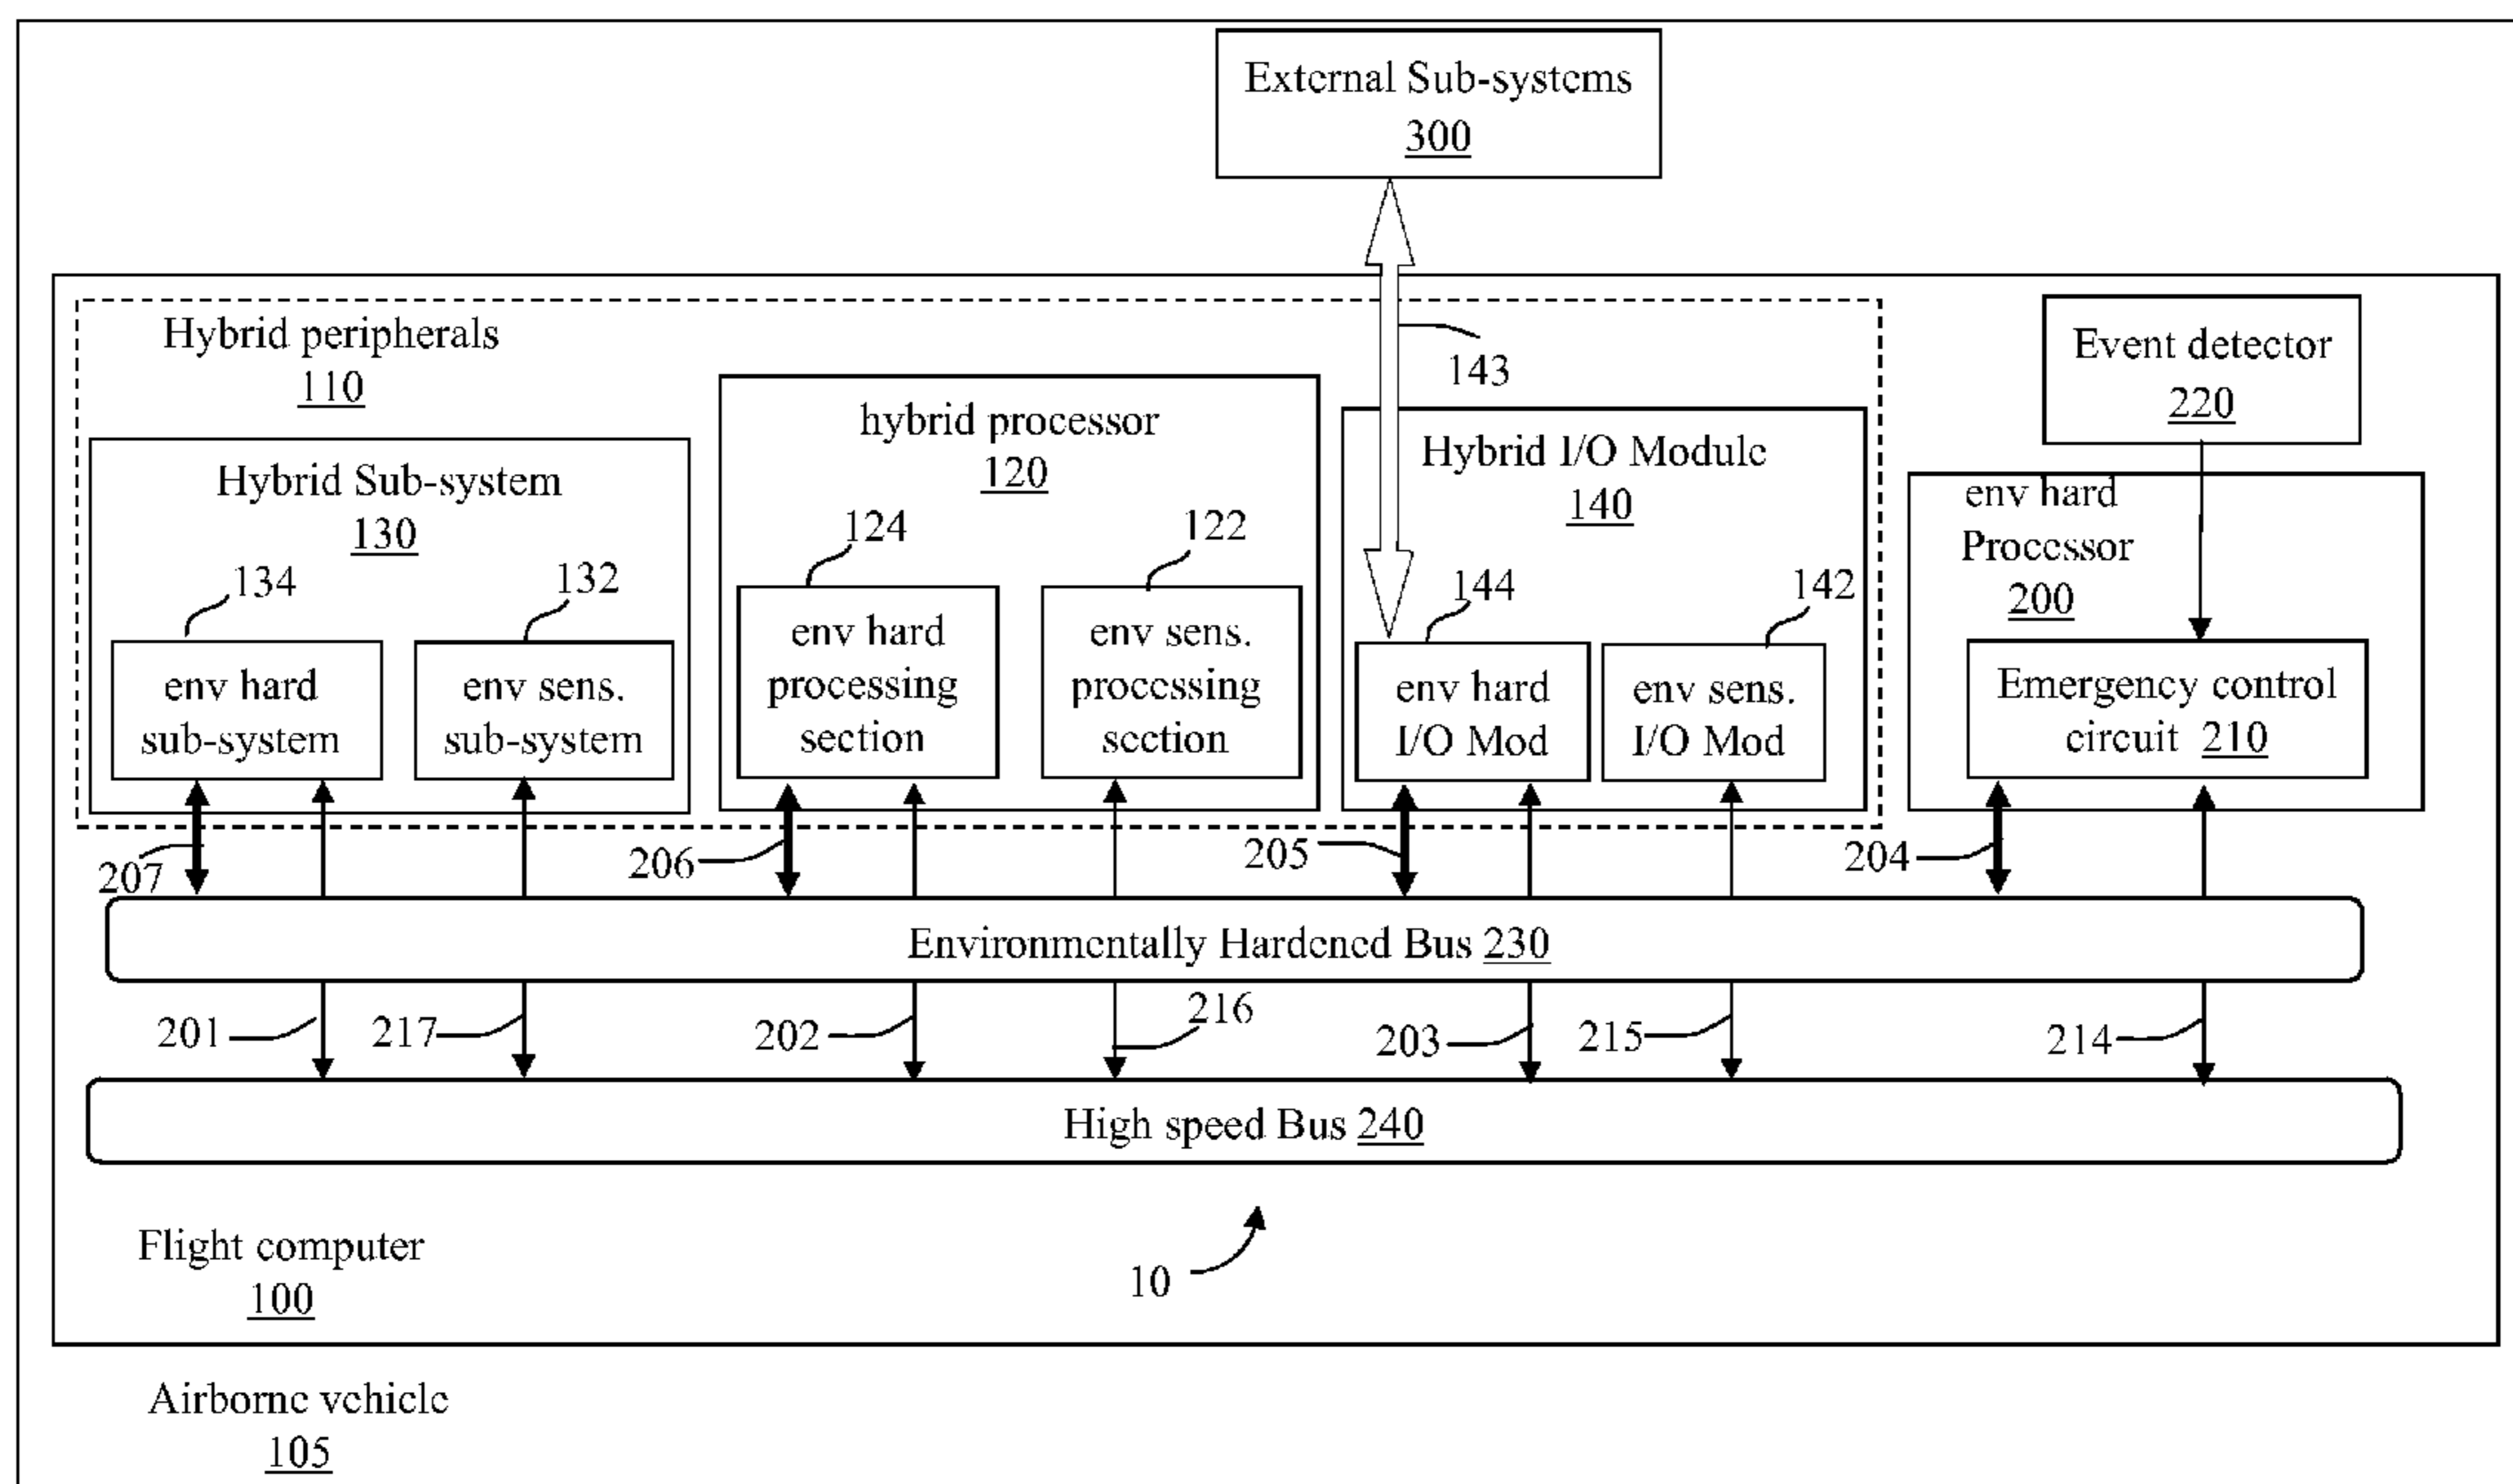 External Sub-systems
300
Hybrid peripherals
110
143
Event detector
220
hybrid processor
120
Hybrid I/O Module
140
Hybrid Sub-system
130
env hard
Processor
200
134
132
124
122
144
142
env hard
sub-system
env sens.
sub-system
env hard
processing
section
env sens.
processing
section
env hard
I/O Mod
env sens.
I/O Mod
Emergency control
circuit 210
207
206
205
204
Environmentally Hardened Bus 230
201
217
202
216
203
215
214
High speed Bus 240
Flight computer
100
10
Airborne vehicle
105